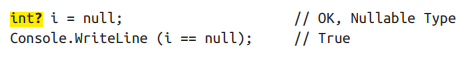 int? i = null;                     // OK, Nullable Type
Console.WriteLine (i == null);     // True